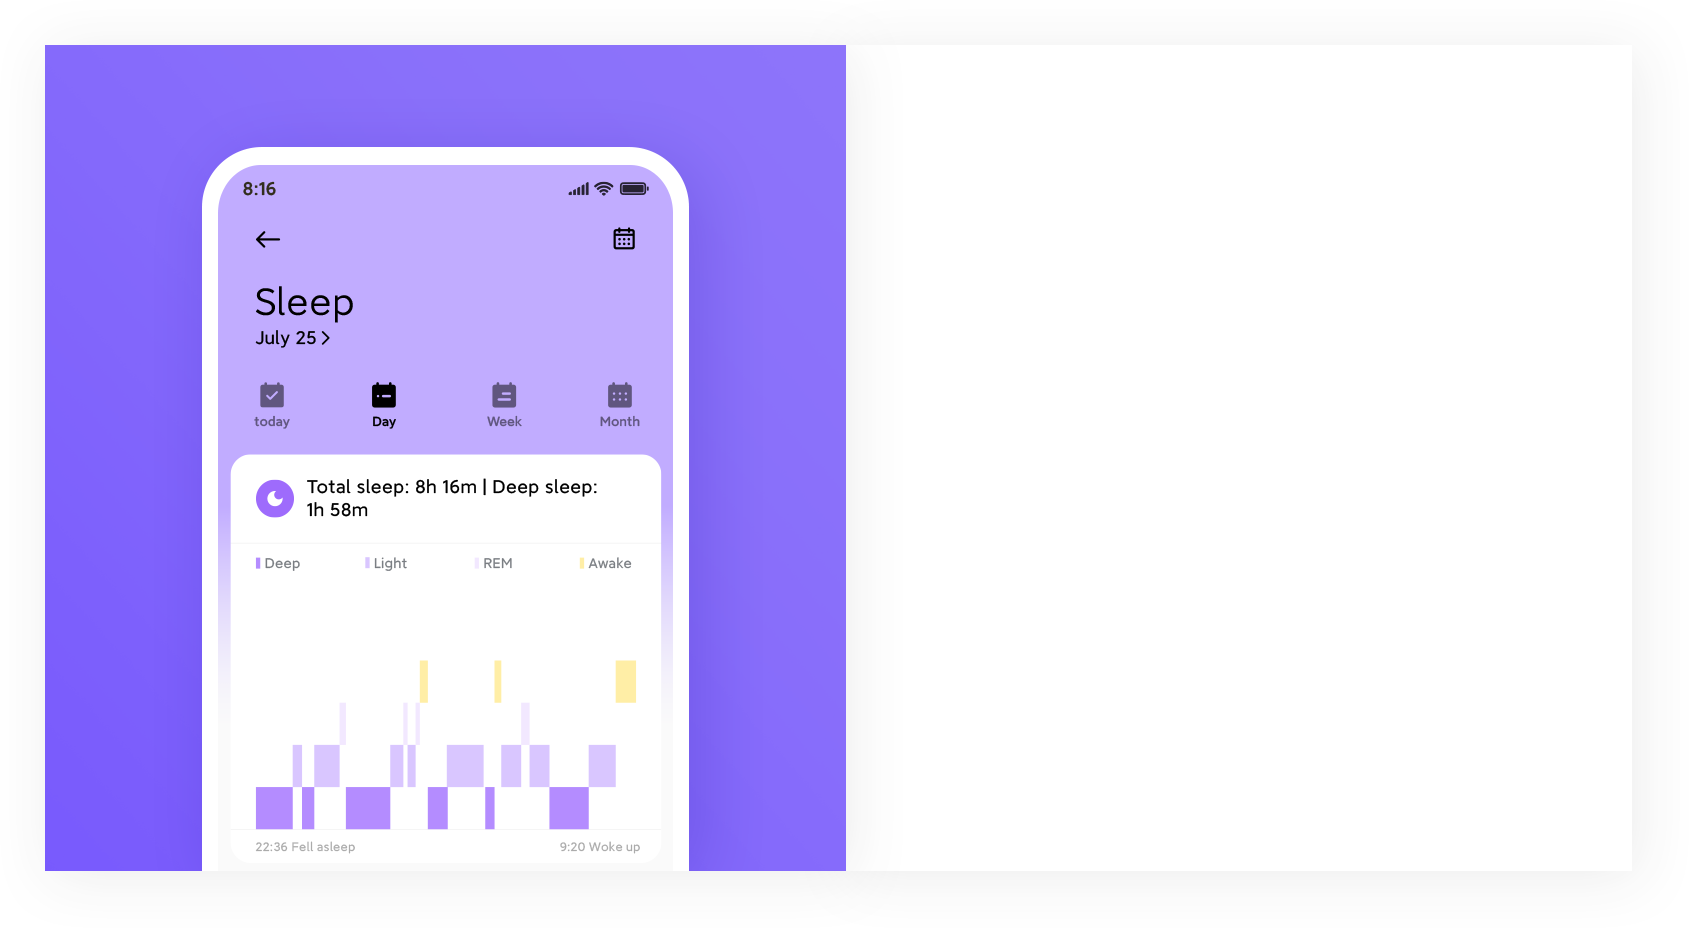 8:16
Sleep
July 25
today
Day
Week
Month
Total sleep: 8h 16m | Deep sleep:
1h 58m
Deep
Light
REM
Awake
22:36 Fell asleep
9:20 Woke up